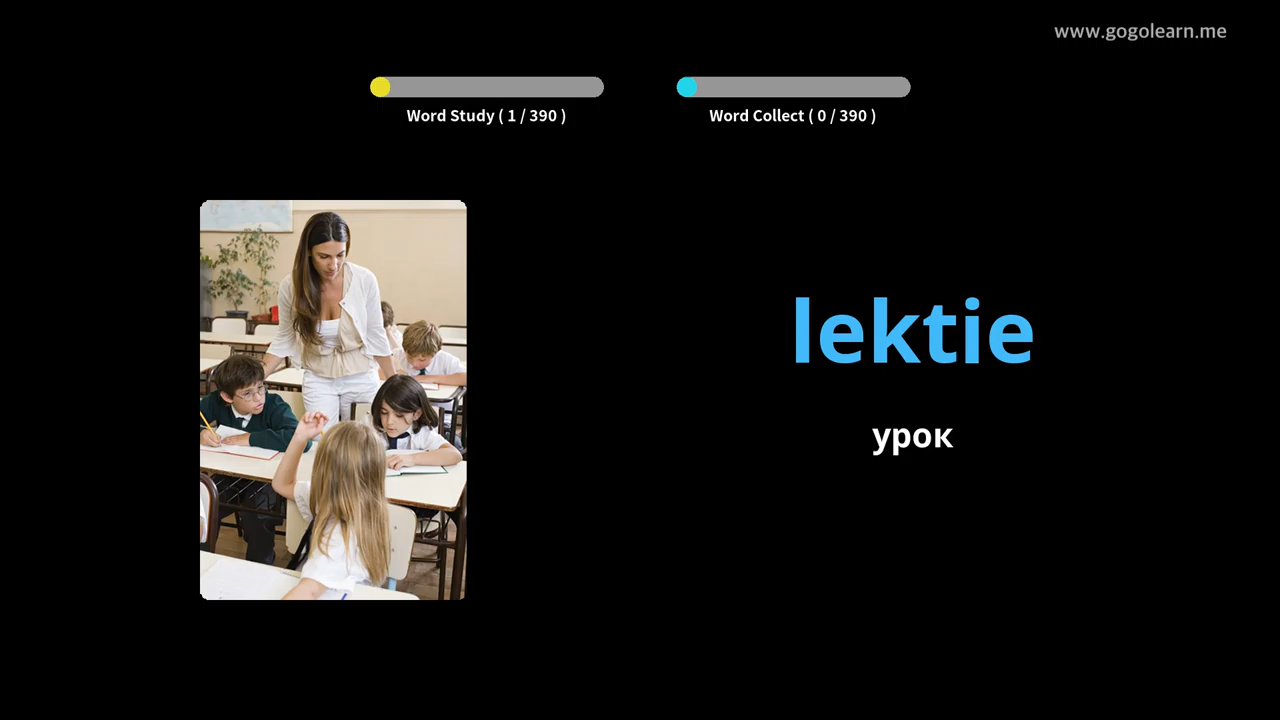 www.gogolearn.me
Word Study ( 1 / 390 )
Word Collect ( 0 / 390 )
lektie
урок